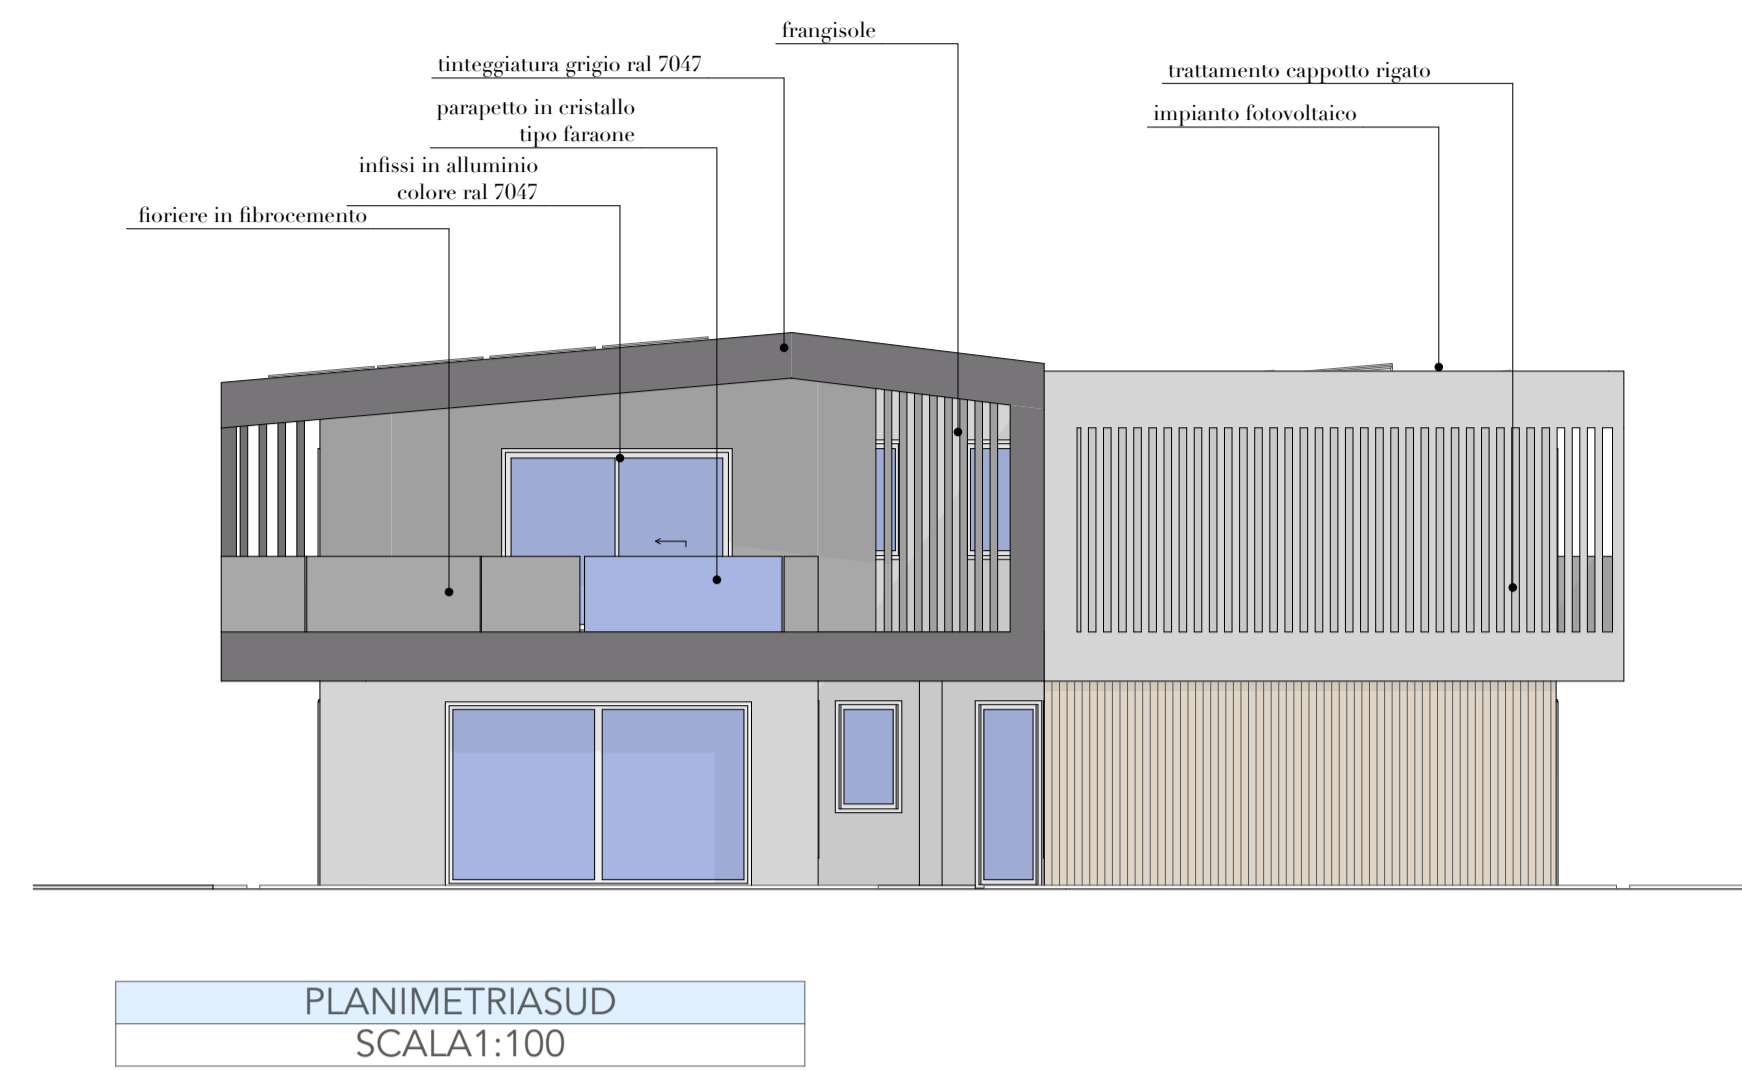 frangisole
tinteggiatura grigio ral 7047
trattamento cappotto rigato
parapetto in cristallo
tipo faraone
impianto fotovoltaico
infissi in alluminio
colore ral 7047
fioriere in fibrocemento
PLANIMETRIASUD
SCALA1:100